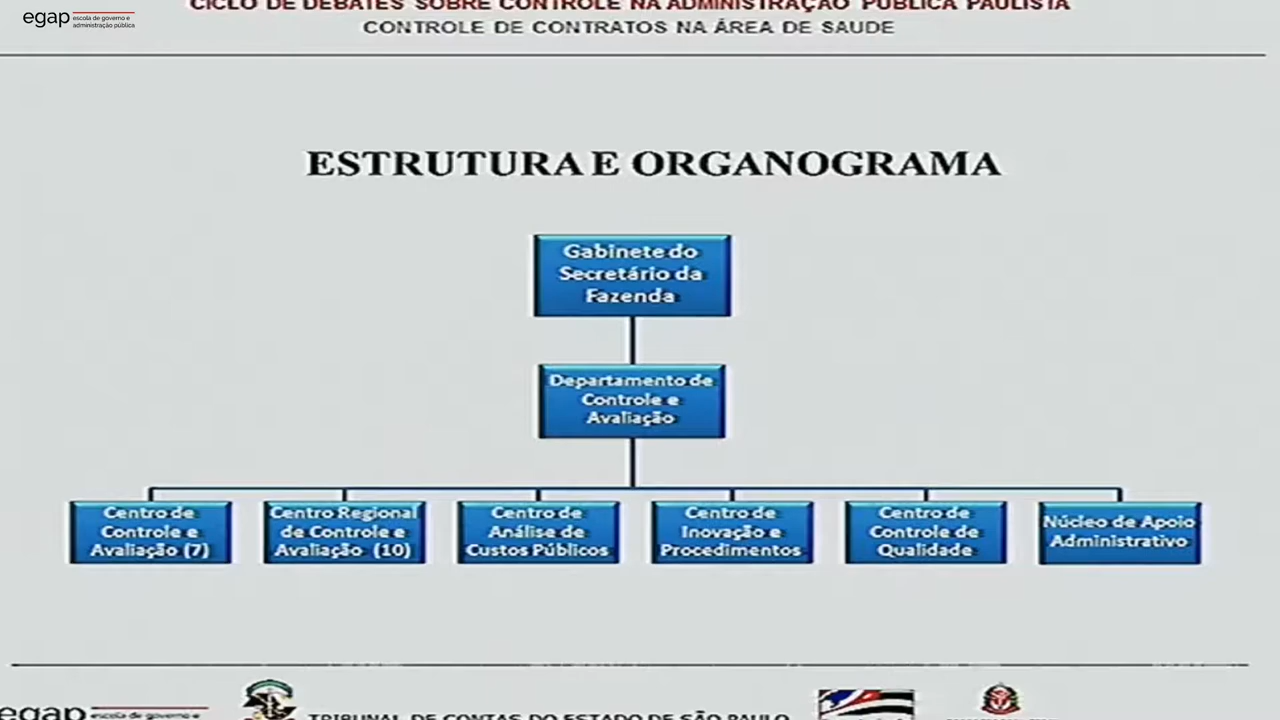 egap escola de governo e
administração pública
CICLO DE DEBATES SOBRE CONTROLE NA ADMINISTRAÇÃO PÚBLICA PAULISTA
CONTROLE DE CONTRATOS NA ÁREA DE SAUDE
ESTRUTURA E ORGANOGRAMA
Gabinete do
Secretário da
Fazenda
Departamento de
Controle e
Avaliação
Centro de
Controle e
Avaliação (7)
Centro Regional
de Controle e
Avaliação (10)
Centro de
Análise de
Custos Públicos
Centro de
Inovação e
Procedimentos
Centro de
Controle de
Qualidade
Núcleo de Apoio
Administrativo
egap escola de governo e
TRIBUNAL DE CONTAS DO ESTADO DE SÃO PAULO